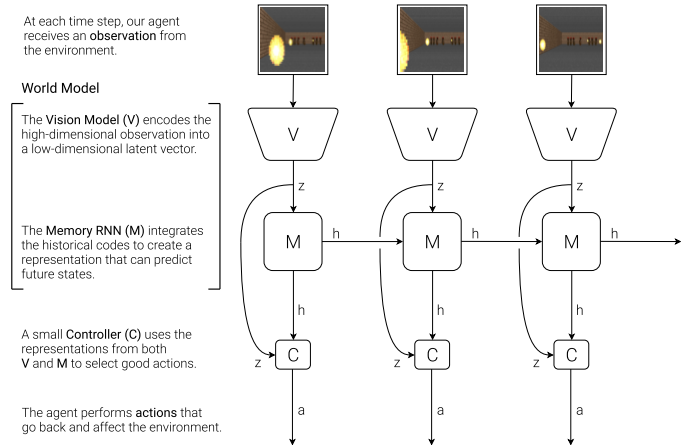 At each time step, our agent
receives an observation from
the environment.
World Model
The Vision Model (V) encodes the
high-dimensional observation into
a low-dimensional latent vector.
The Memory RNN (M) integrates
the historical codes to create a
representation that can predict
future states.
A small Controller (C) uses the
representations from both
V and M to select good actions.
The agent performs actions that
go back and affect the environment.
V V V
z z z
M h M h M h
h h h
z C z C z C
a a a